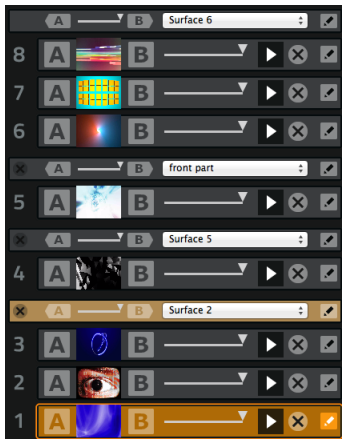 A B Surface 6
8 A B
7 A B
6 A B
A B front part
5 A B
A B Surface 5
4 A B
A B Surface 2
3 A B
2 A B
1 A B